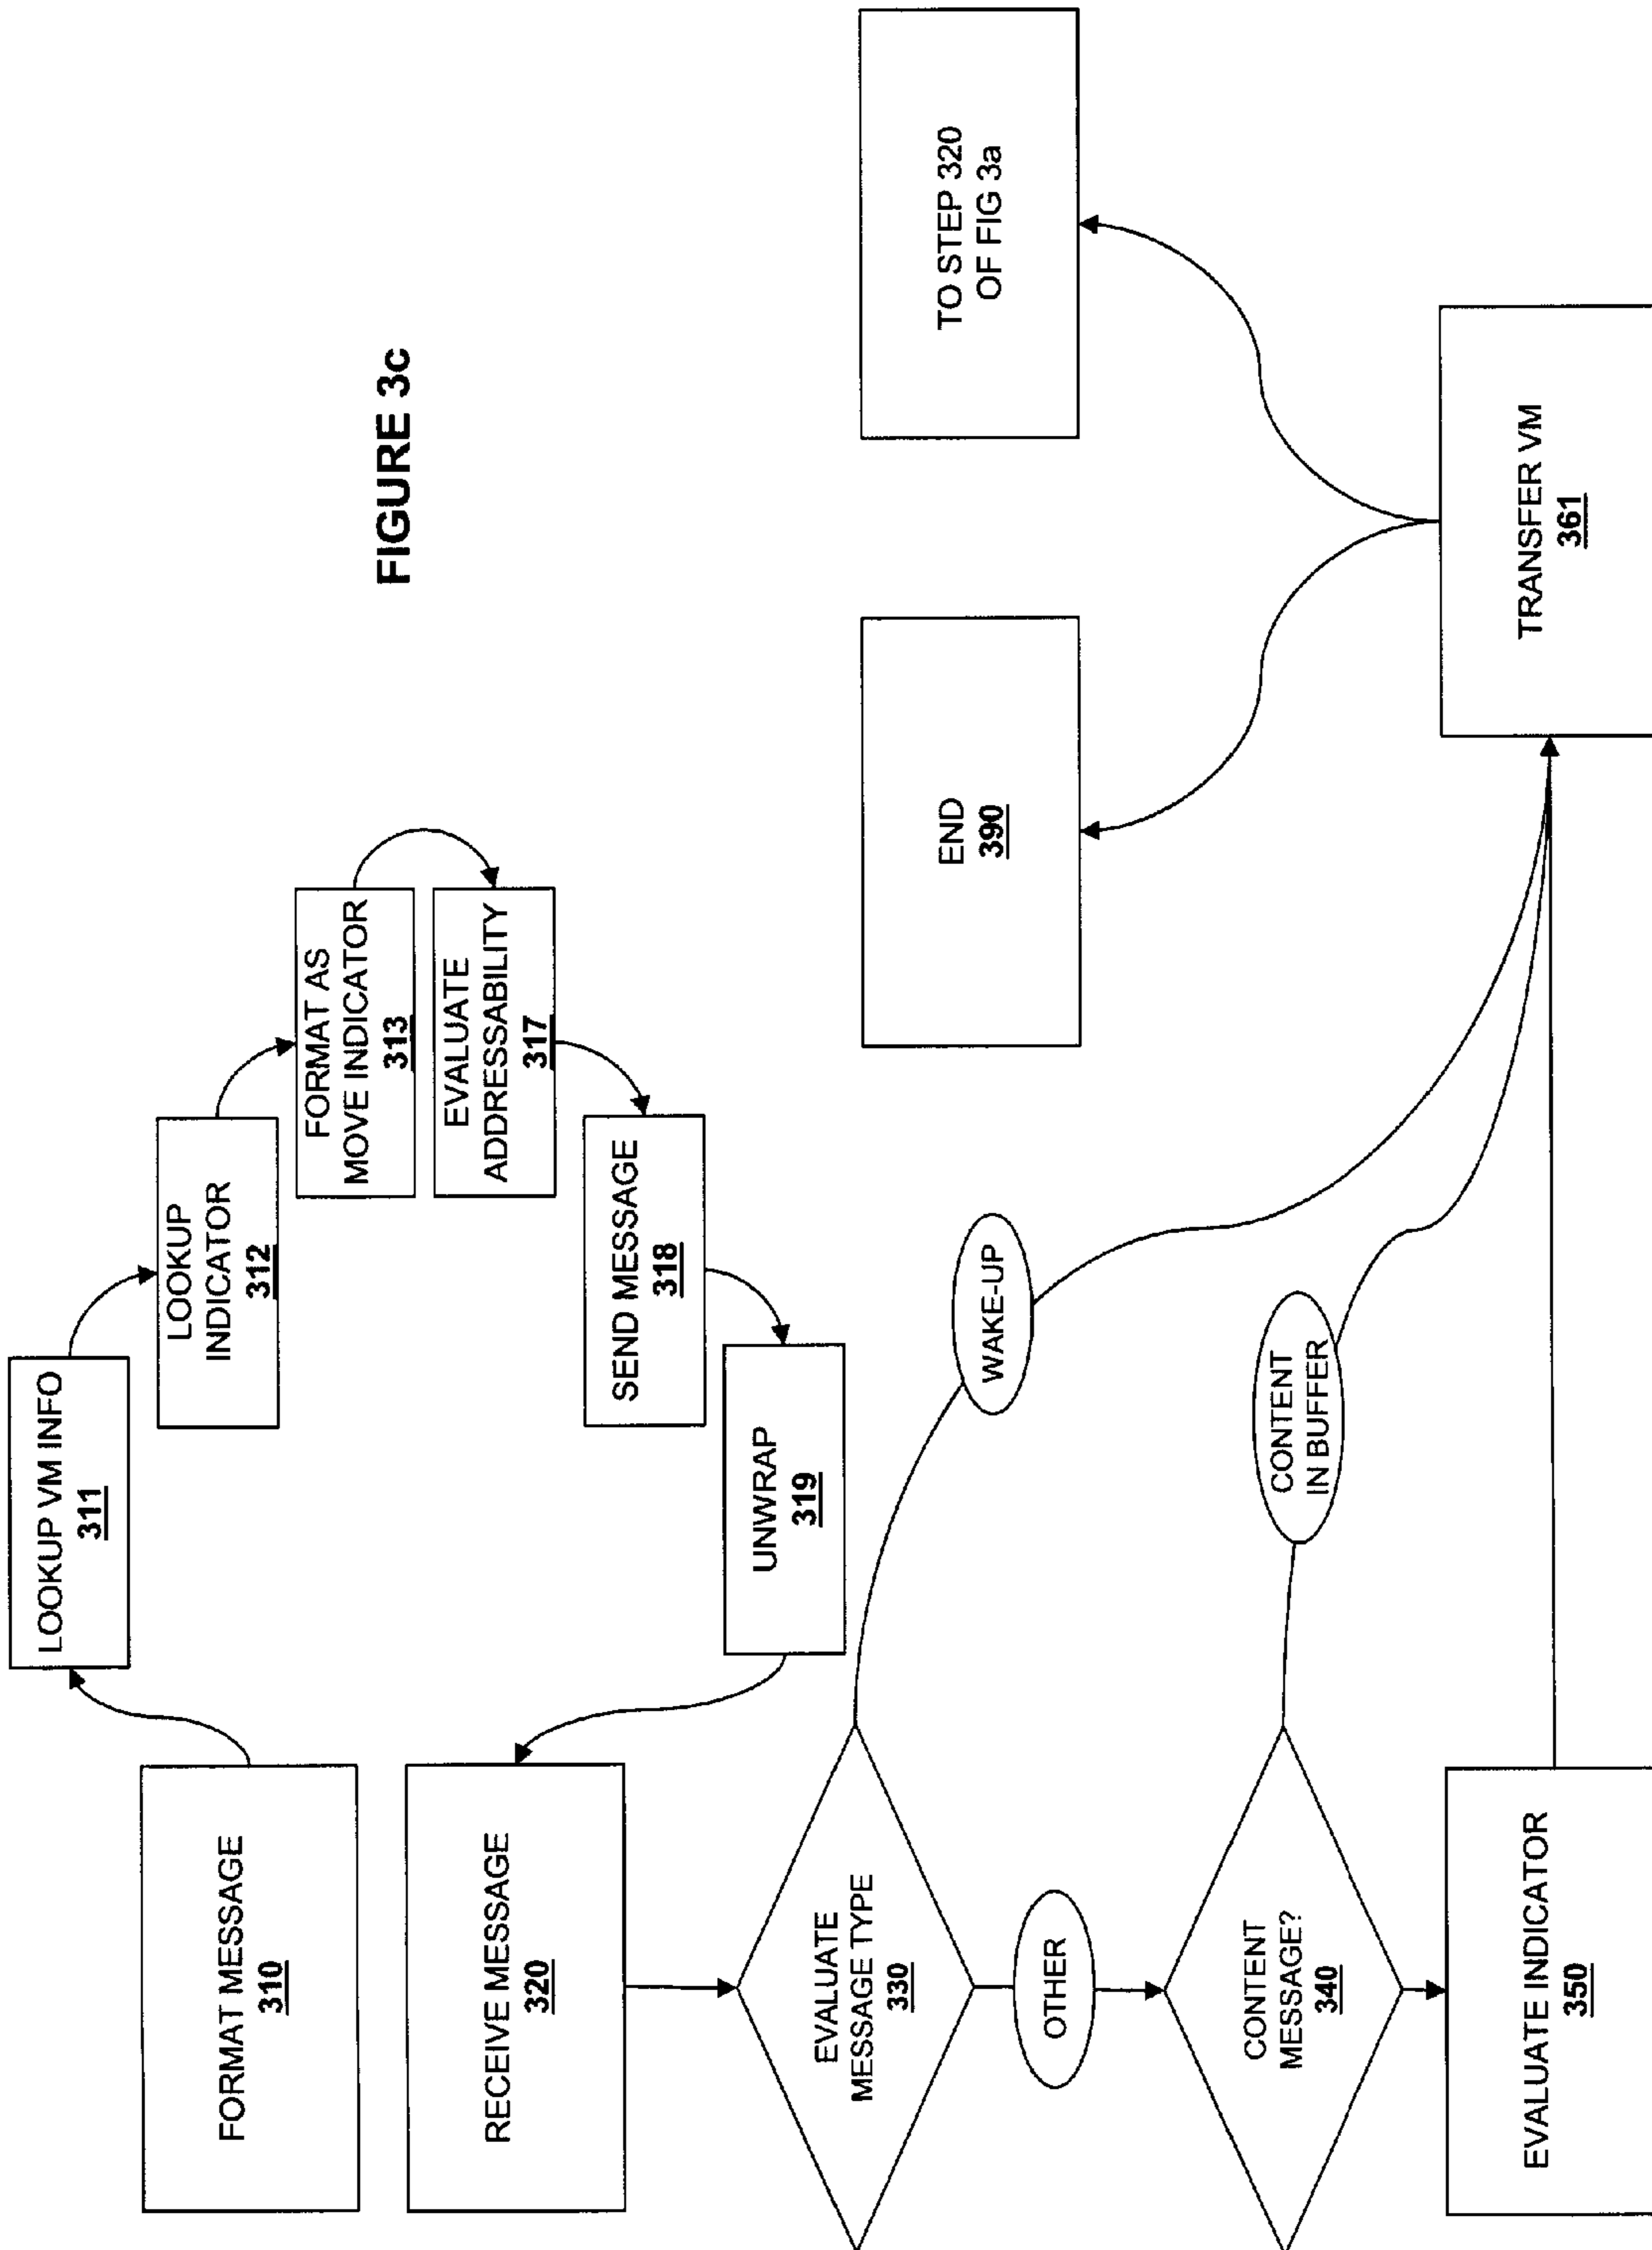 FIGURE 3c
FORMAT MESSAGE
310
LOOKUP VM INFO
311
LOOKUP
INDICATOR
312
FORMAT AS
MOVE INDICATOR
313
EVALUATE
ADDRESSABILITY
317
SEND MESSAGE
318
UNWRAP
319
RECEIVE MESSAGE
320
EVALUATE
MESSAGE TYPE
330
WAKE-UP
OTHER
CONTENT
MESSAGE?
340
CONTENT
IN BUFFER
EVALUATE INDICATOR
350
TRANSFER VM
361
END
390
TO STEP 320
OF FIG 3a